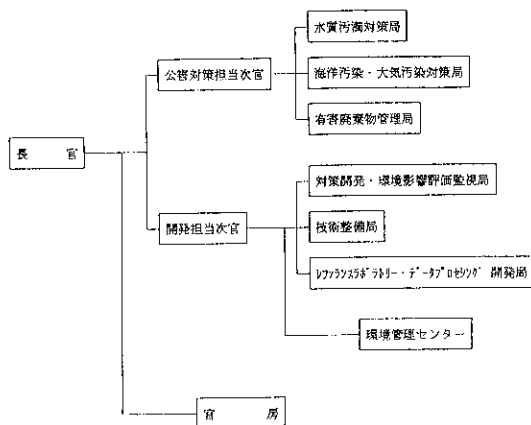 水質汚濁対策局
公害対策担当次官
海洋汚染・大気汚染対策局
有害廃棄物管理局
長 官
対策開発・環境影響評価監視局
開発担当次官
技術整備局
ﾚﾌｧﾚﾝｽﾗﾎﾞﾗﾄﾘｰ・ﾃﾞｰﾀﾌﾟﾛｾｼﾝｸﾞ 開発局
環境管理センター
官 房